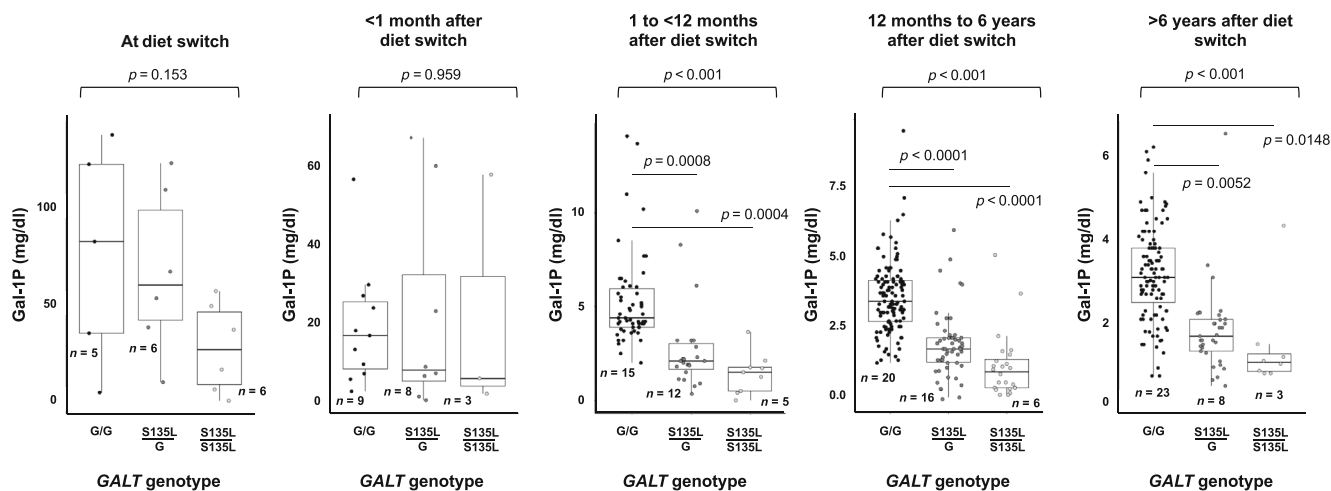 At diet switch
p = 0.153
Gal-1P (mg/dl)
100
50
0
n = 5
n = 6
n = 6
G/G
S135L
G
S135L
S135L
GALT genotype
<1 month after
diet switch
p = 0.959
Gal-1P (mg/dl)
60
40
20
0
n = 9
n = 8
n = 3
G/G
S135L
G
S135L
S135L
GALT genotype
1 to <12 months
after diet switch
p < 0.001
p = 0.0008
p = 0.0004
Gal-1P (mg/dl)
10
5
0
n = 15
n = 12
n = 5
G/G
S135L
G
S135L
S135L
GALT genotype
12 months to 6 years
after diet switch
p < 0.001
p < 0.0001
p <0.0001
Gal-1P (mg/dl)
7.5
5.0
2.5
0.0
n = 20
n = 16
n = 6
G/G
S135L
G
S135L
S135L
GALT genotype
>6 years after diet
switch
p < 0.001
p = 0.0148
p = 0.0052
Gal-1P (mg/dl)
6
4
2
0
n = 23
n = 8
n = 3
G/G
S135L
G
S135L
S135L
GALT genotype